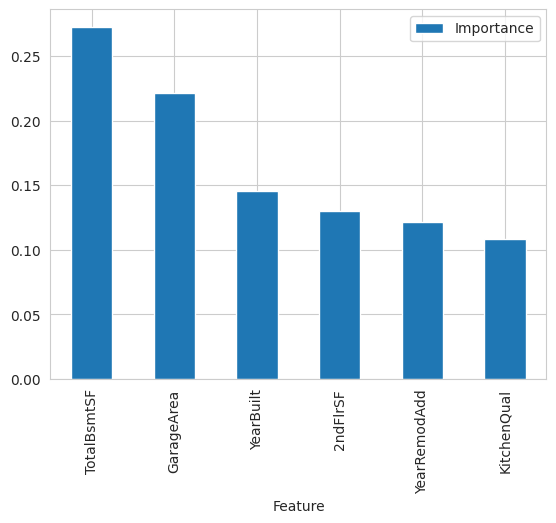 Importance
0.25
0.20
0.15
0.10
0.05
0.00
TotalBsmtSF
GarageArea
YearBuilt
2ndFlrSF
YearRemodAdd
KitchenQual
Feature